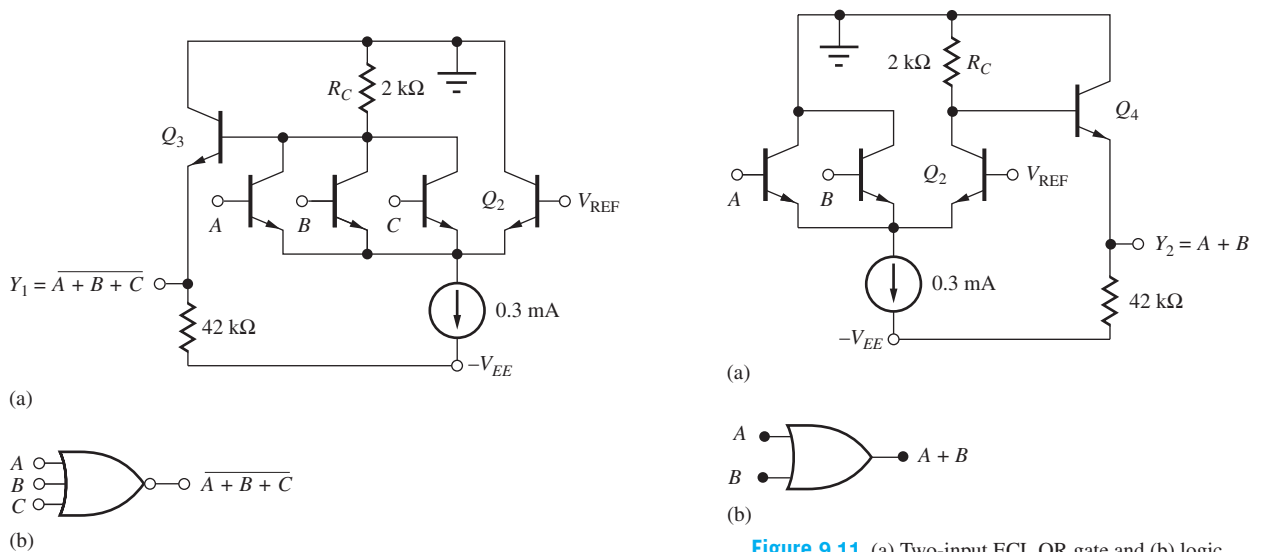 R_C 2 kΩ
Q_3
A
B
C
Q_2
V_REF
Y_1 = \overline{A + B + C}
0.3 mA
42 kΩ
−V_EE
(a)
A
B
C
\overline{A + B + C}
(b)
2 kΩ R_C
Q_4
A
B
Q_2
V_REF
Y_2 = A + B
0.3 mA
42 kΩ
−V_EE
(a)
A
B
A + B
(b)
Figure 9.11 (a) Two-input ECL OR gate and (b) logic